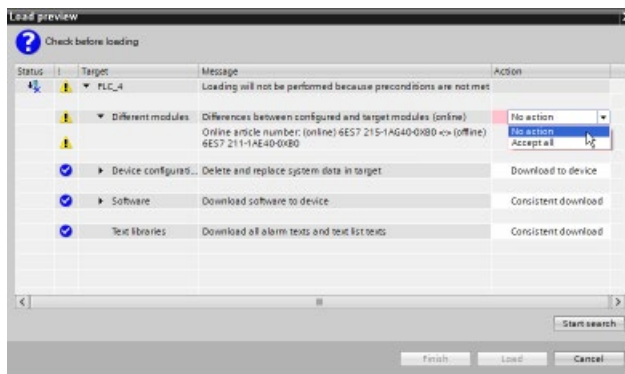 Load preview
?
Check before loading
Status ! Target Message Action
PLC_4 Loading will not be performed because preconditions are not met
Different modules Differences between configured and target modules (online) No action
Online article number: (online) 6ES7 215-1AG40-0XB0 <> (offline) No action
6ES7 211-1AE40-0XB0 Accept all
Device configurati... Delete and replace system data in target Download to device
Software Download software to device Consistent download
Text libraries Download all alarm texts and text list texts Consistent download
Start search
Finish Load Cancel